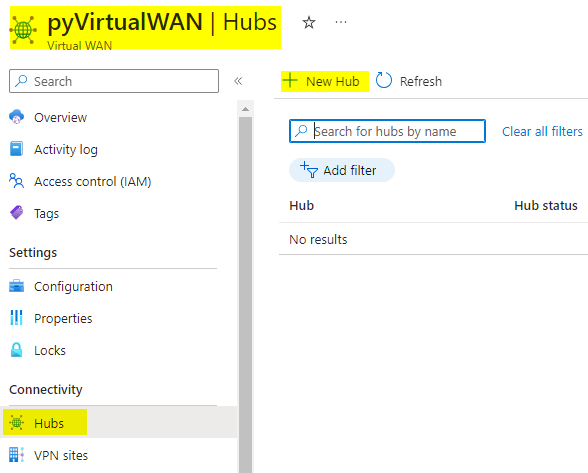 pyVirtualWAN | Hubs
Virtual WAN
Search
Overview
Activity log
Access control (IAM)
Tags
Settings
Configuration
Properties
Locks
Connectivity
Hubs
VPN sites
New Hub Refresh
Search for hubs by name Clear all filters
Add filter
Hub Hub status
No results